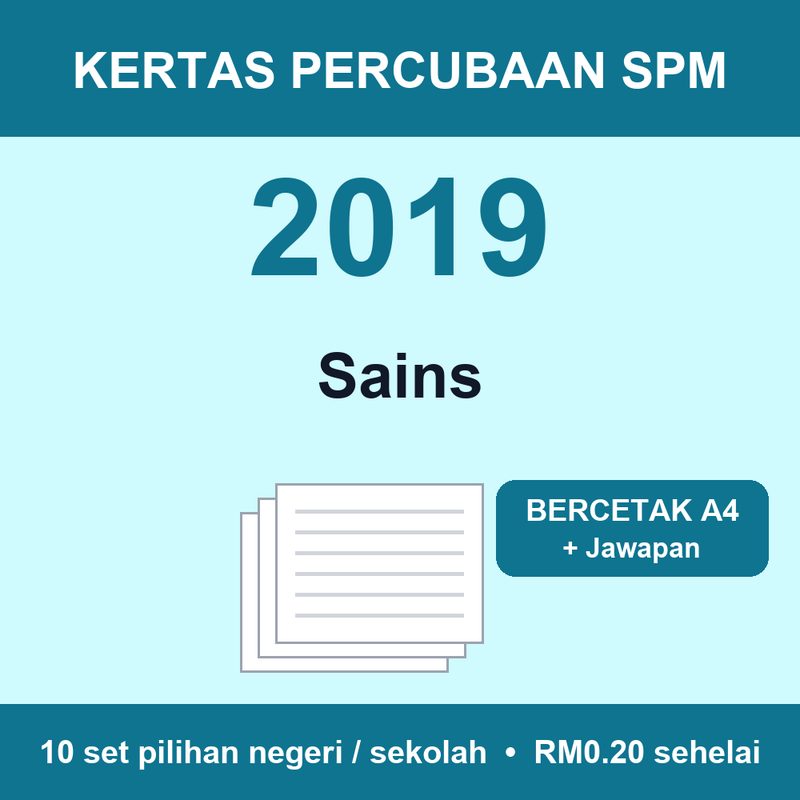 KERTAS PERCUBAAN SPM
2019
Sains
BERCETAK A4
+ Jawapan
10 set pilihan negeri / sekolah • RM0.20 sehelai